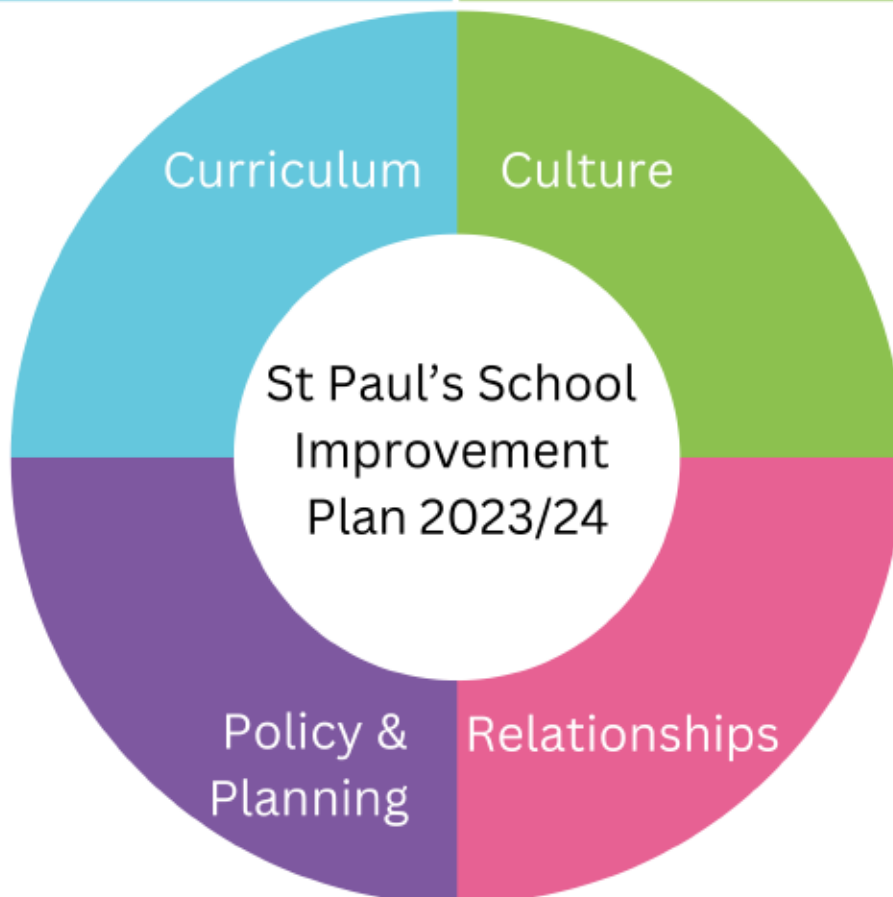 Curriculum
Culture
St Paul’s School
Improvement
Plan 2023/24
Policy &
Planning
Relationships